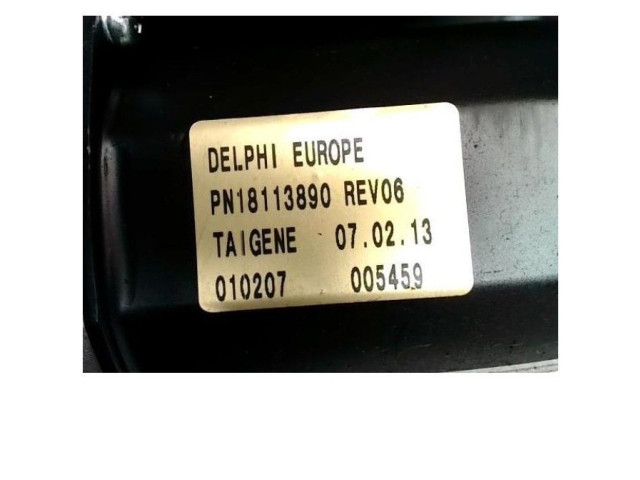 DELPHI EUROPE
PN18113890 REV06
TAIGENE 07.02.13
010207 005459